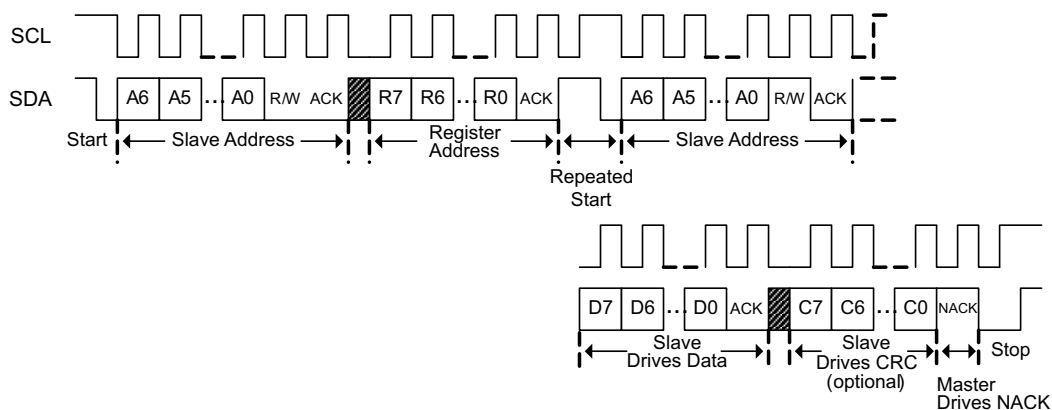 SCL
SDA A6 A5 ... A0 R/W ACK R7 R6 ... R0 ACK A6 A5 ... A0 R/W ACK
Start Slave Address Register Address Slave Address
Repeated Start
D7 D6 ... D0 ACK C7 C6 ... C0 NACK
Slave Drives Data Slave Drives CRC (optional) Stop
Master Drives NACK